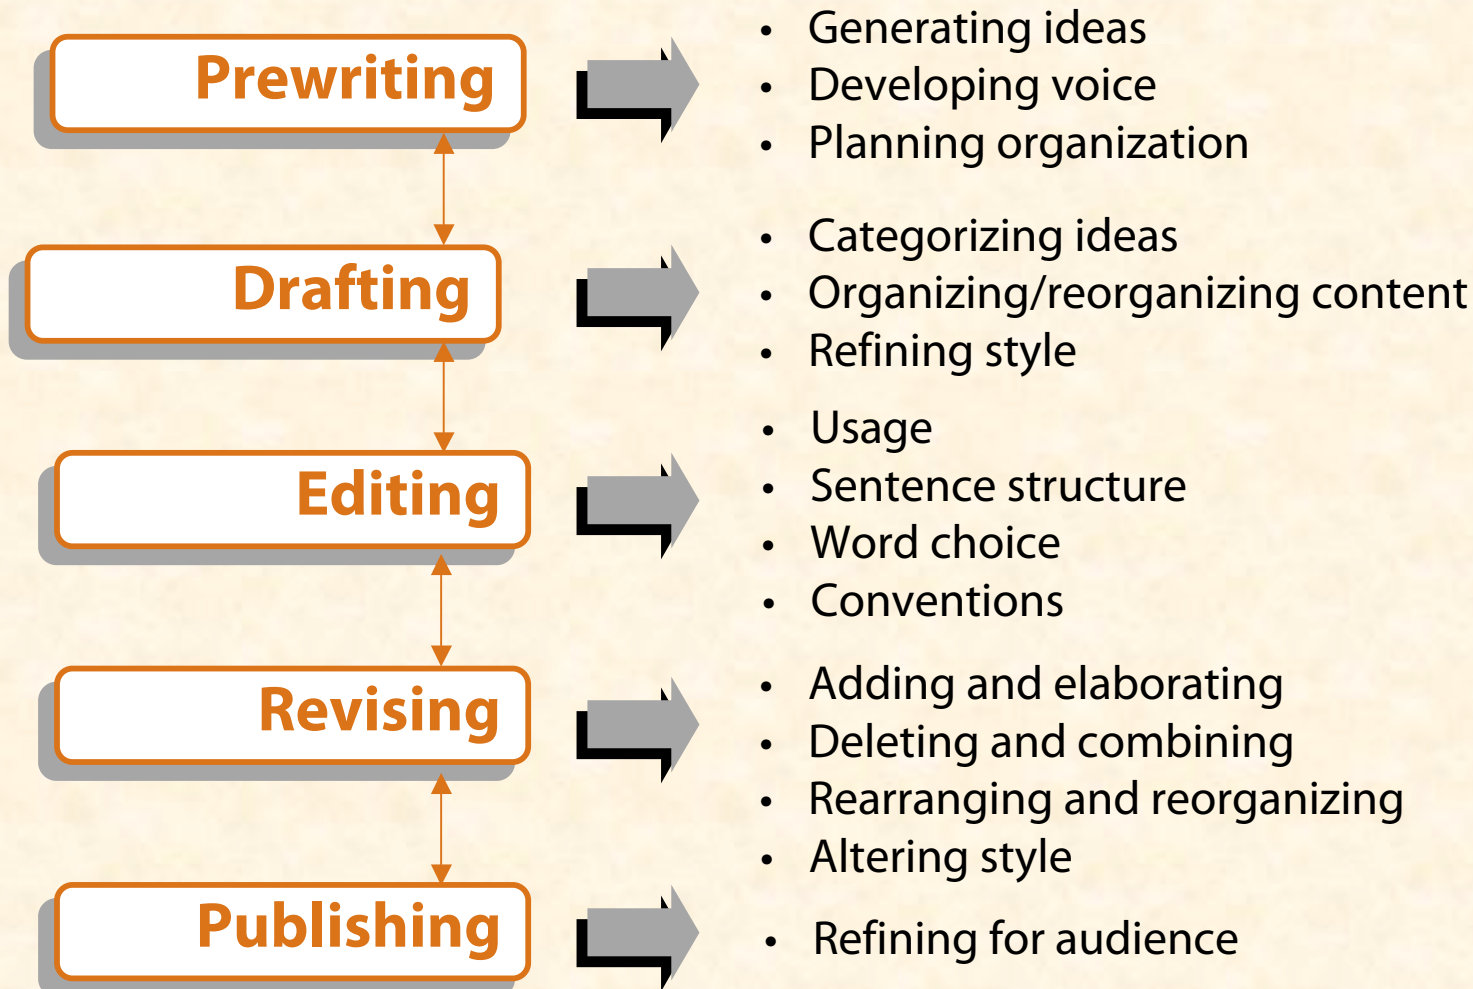 Prewriting
• Generating ideas
• Developing voice
• Planning organization
Drafting
• Categorizing ideas
• Organizing/reorganizing content
• Refining style
Editing
• Usage
• Sentence structure
• Word choice
• Conventions
Revising
• Adding and elaborating
• Deleting and combining
• Rearranging and reorganizing
• Altering style
Publishing
• Refining for audience